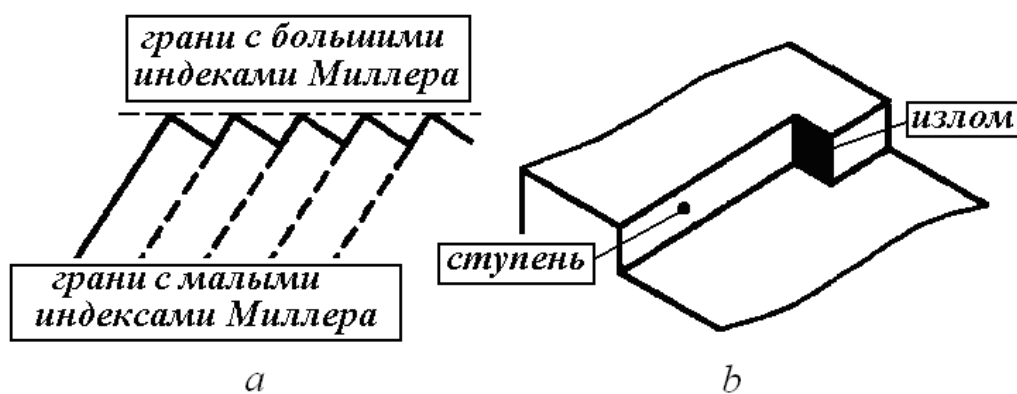 грани с большими
индеками Миллера
излом
ступень
грани с малыми
индексами Миллера
a
b